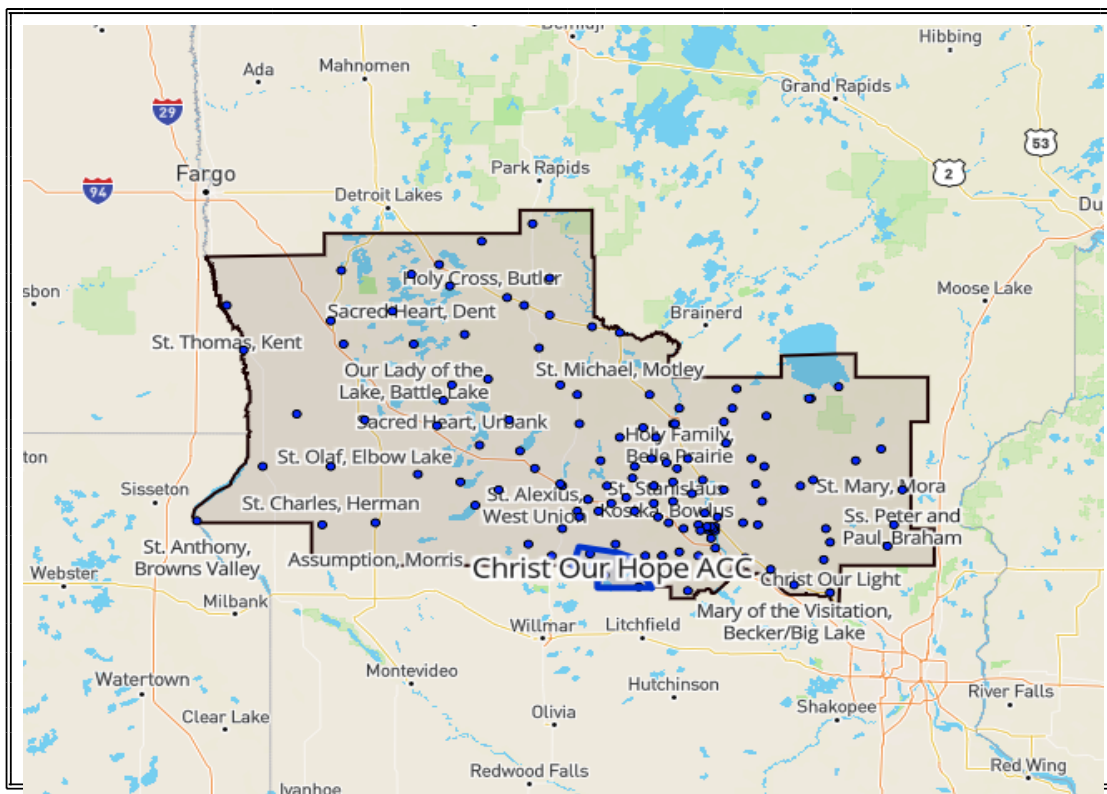 Hibbing
Ada
Mahnomen
Grand Rapids
29
53
Park Rapids
2
Fargo
94
Detroit Lakes
Du
Holy Cross, Butler
sbon
Moose Lake
Sacred Heart, Dent
Brainerd
St. Thomas, Kent
Our Lady of the
Lake, Battle Lake
St. Michael, Motley
Sacred Heart, Urbank
Holy Family,
Belle Prairie
ton
St. Olaf, Elbow Lake
Sisseton
St. Charles, Herman
St. Alexius,
West Union
St. Stanislaus
Kostka, Bowlus
St. Mary, Mora
Ss. Peter and
Paul, Braham
St. Anthony,
Browns Valley
Assumption, Morris
Christ Our Hope ACC
Christ Our Light
Webster
Milbank
Mary of the Visitation,
Becker/Big Lake
Willmar
Litchfield
Montevideo
Watertown
Hutchinson
River Falls
Clear Lake
Olivia
Shakopee
Redwood Falls
Red Wing
Ivanhoe